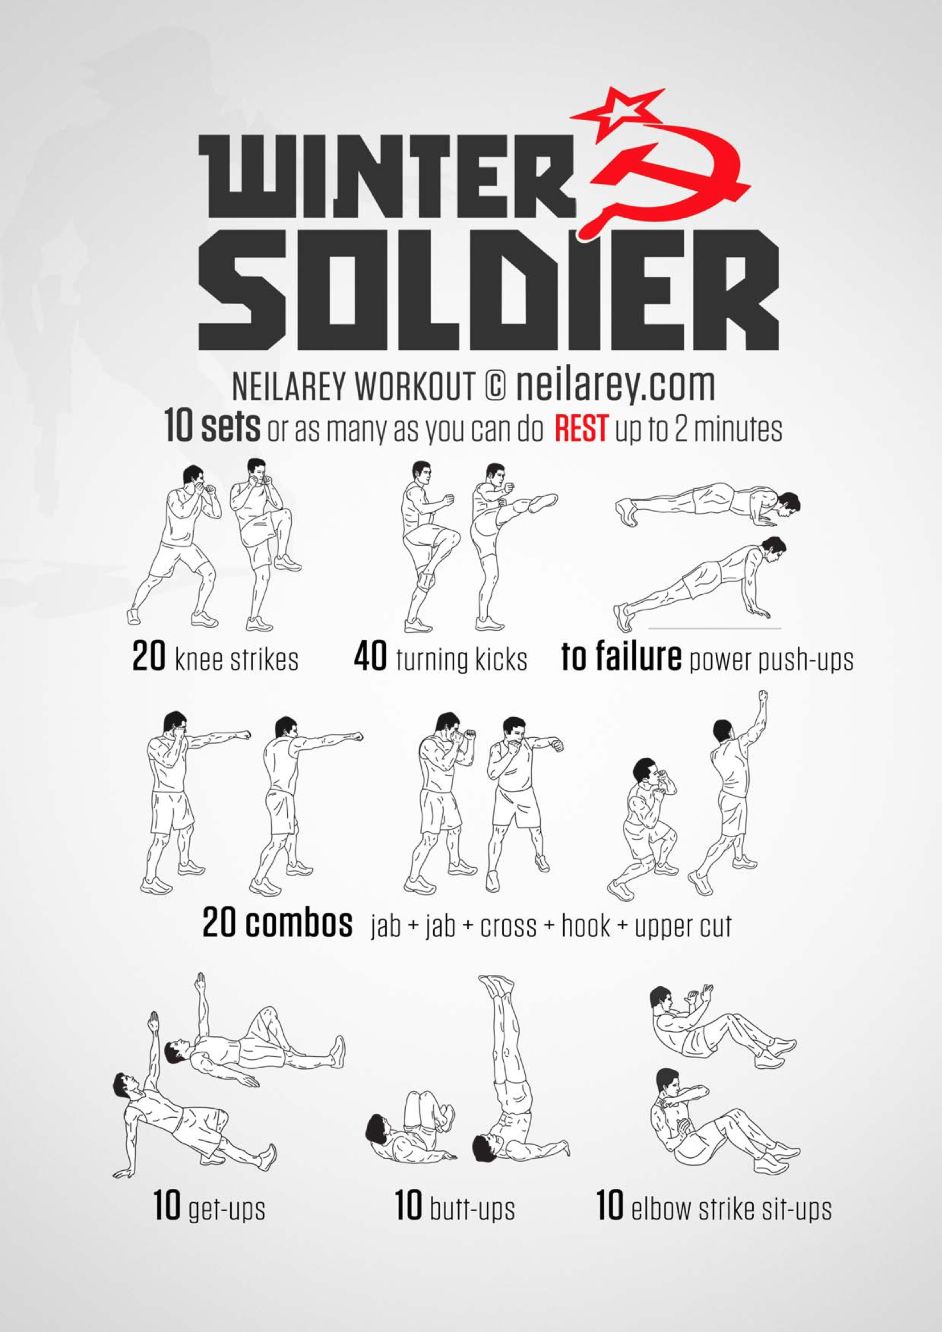 WINTER
SOLDIER
NEILAREY WORKOUT © neilarey.com
10 sets or as many as you can do REST up to 2 minutes
20 knee strikes
40 turning kicks
to failure power push-ups
20 combos jab + jab + cross + hook + upper cut
10 get-ups
10 butt-ups
10 elbow strike sit-ups